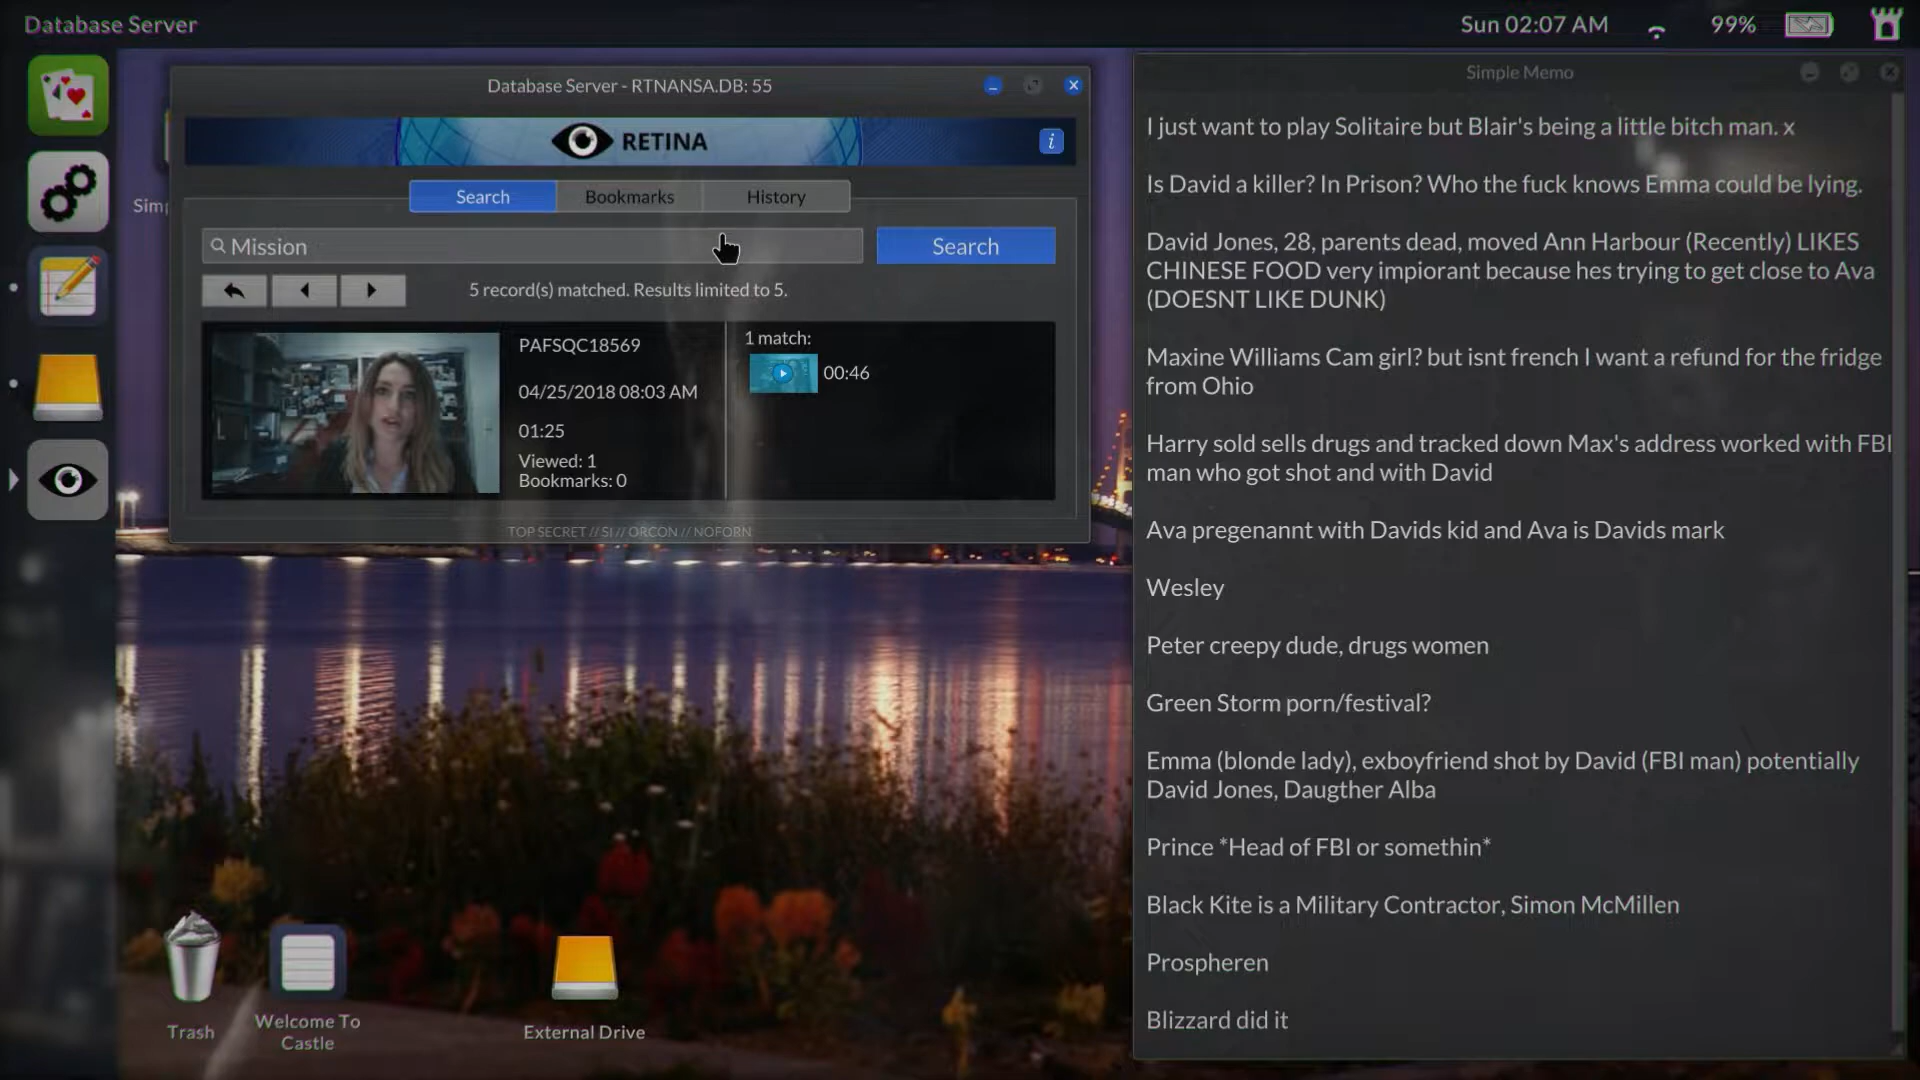 Database Server
Sun 02:07 AM
99%
Database Server - RTNANSA.DB: 55
RETINA
i
Search
Bookmarks
History
Mission
Search
5 record(s) matched. Results limited to 5.
PAFSQC18569
04/25/2018 08:03 AM
01:25
Viewed: 1
Bookmarks: 0
1 match:
00:46
TOP SECRET // SI // ORCON // NOFORN
Simp
Trash
Welcome To
Castle
External Drive
Simple Memo
I just want to play Solitaire but Blair's being a little bitch man. x
Is David a killer? In Prison? Who the fuck knows Emma could be lying.
David Jones, 28, parents dead, moved Ann Harbour (Recently) LIKES
CHINESE FOOD very impiorant because hes trying to get close to Ava
(DOESNT LIKE DUNK)
Maxine Williams Cam girl? but isnt french I want a refund for the fridge
from Ohio
Harry sold sells drugs and tracked down Max's address worked with FBI
man who got shot and with David
Ava pregenannt with Davids kid and Ava is Davids mark
Wesley
Peter creepy dude, drugs women
Green Storm porn/festival?
Emma (blonde lady), exboyfriend shot by David (FBI man) potentially
David Jones, Daugther Alba
Prince *Head of FBI or somethin*
Black Kite is a Military Contractor, Simon McMillen
Prospheren
Blizzard did it